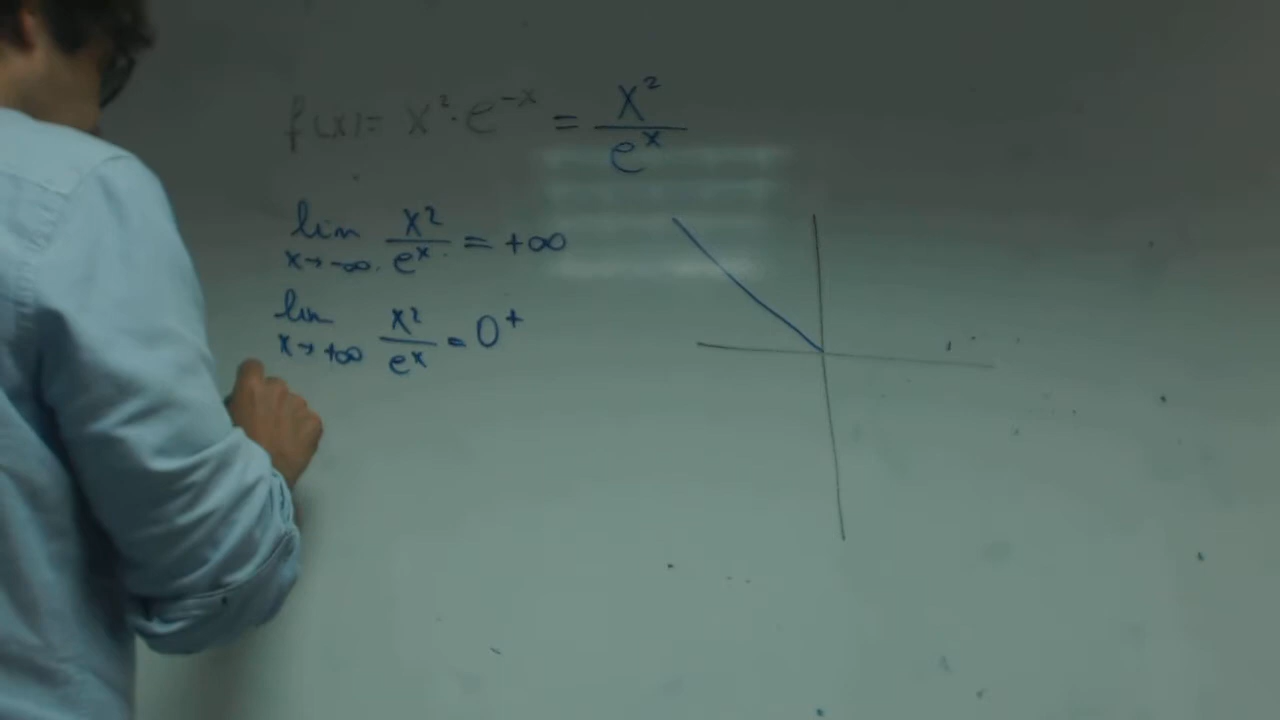 f(x) = x²·e⁻ˣ = x²/eˣ
lim x→-∞ x²/eˣ = +∞
lim x→+∞ x²/eˣ = 0⁺